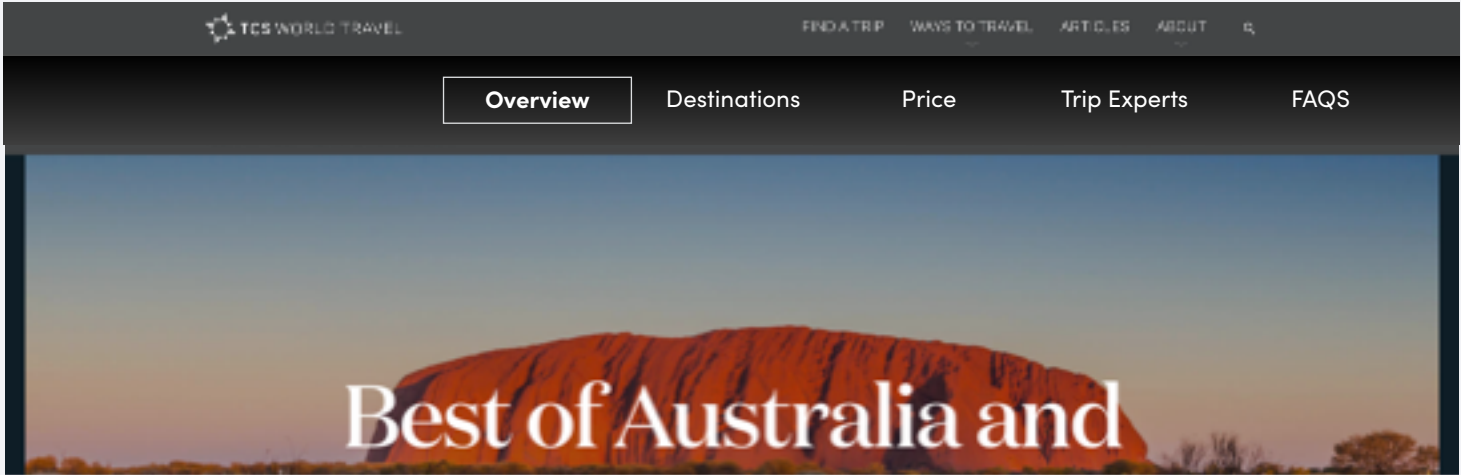 TCS WORLD TRAVEL
FIND A TRIP WAYS TO TRAVEL ARTICLES ABOUT
Overview Destinations Price Trip Experts FAQS
Best of Australia and